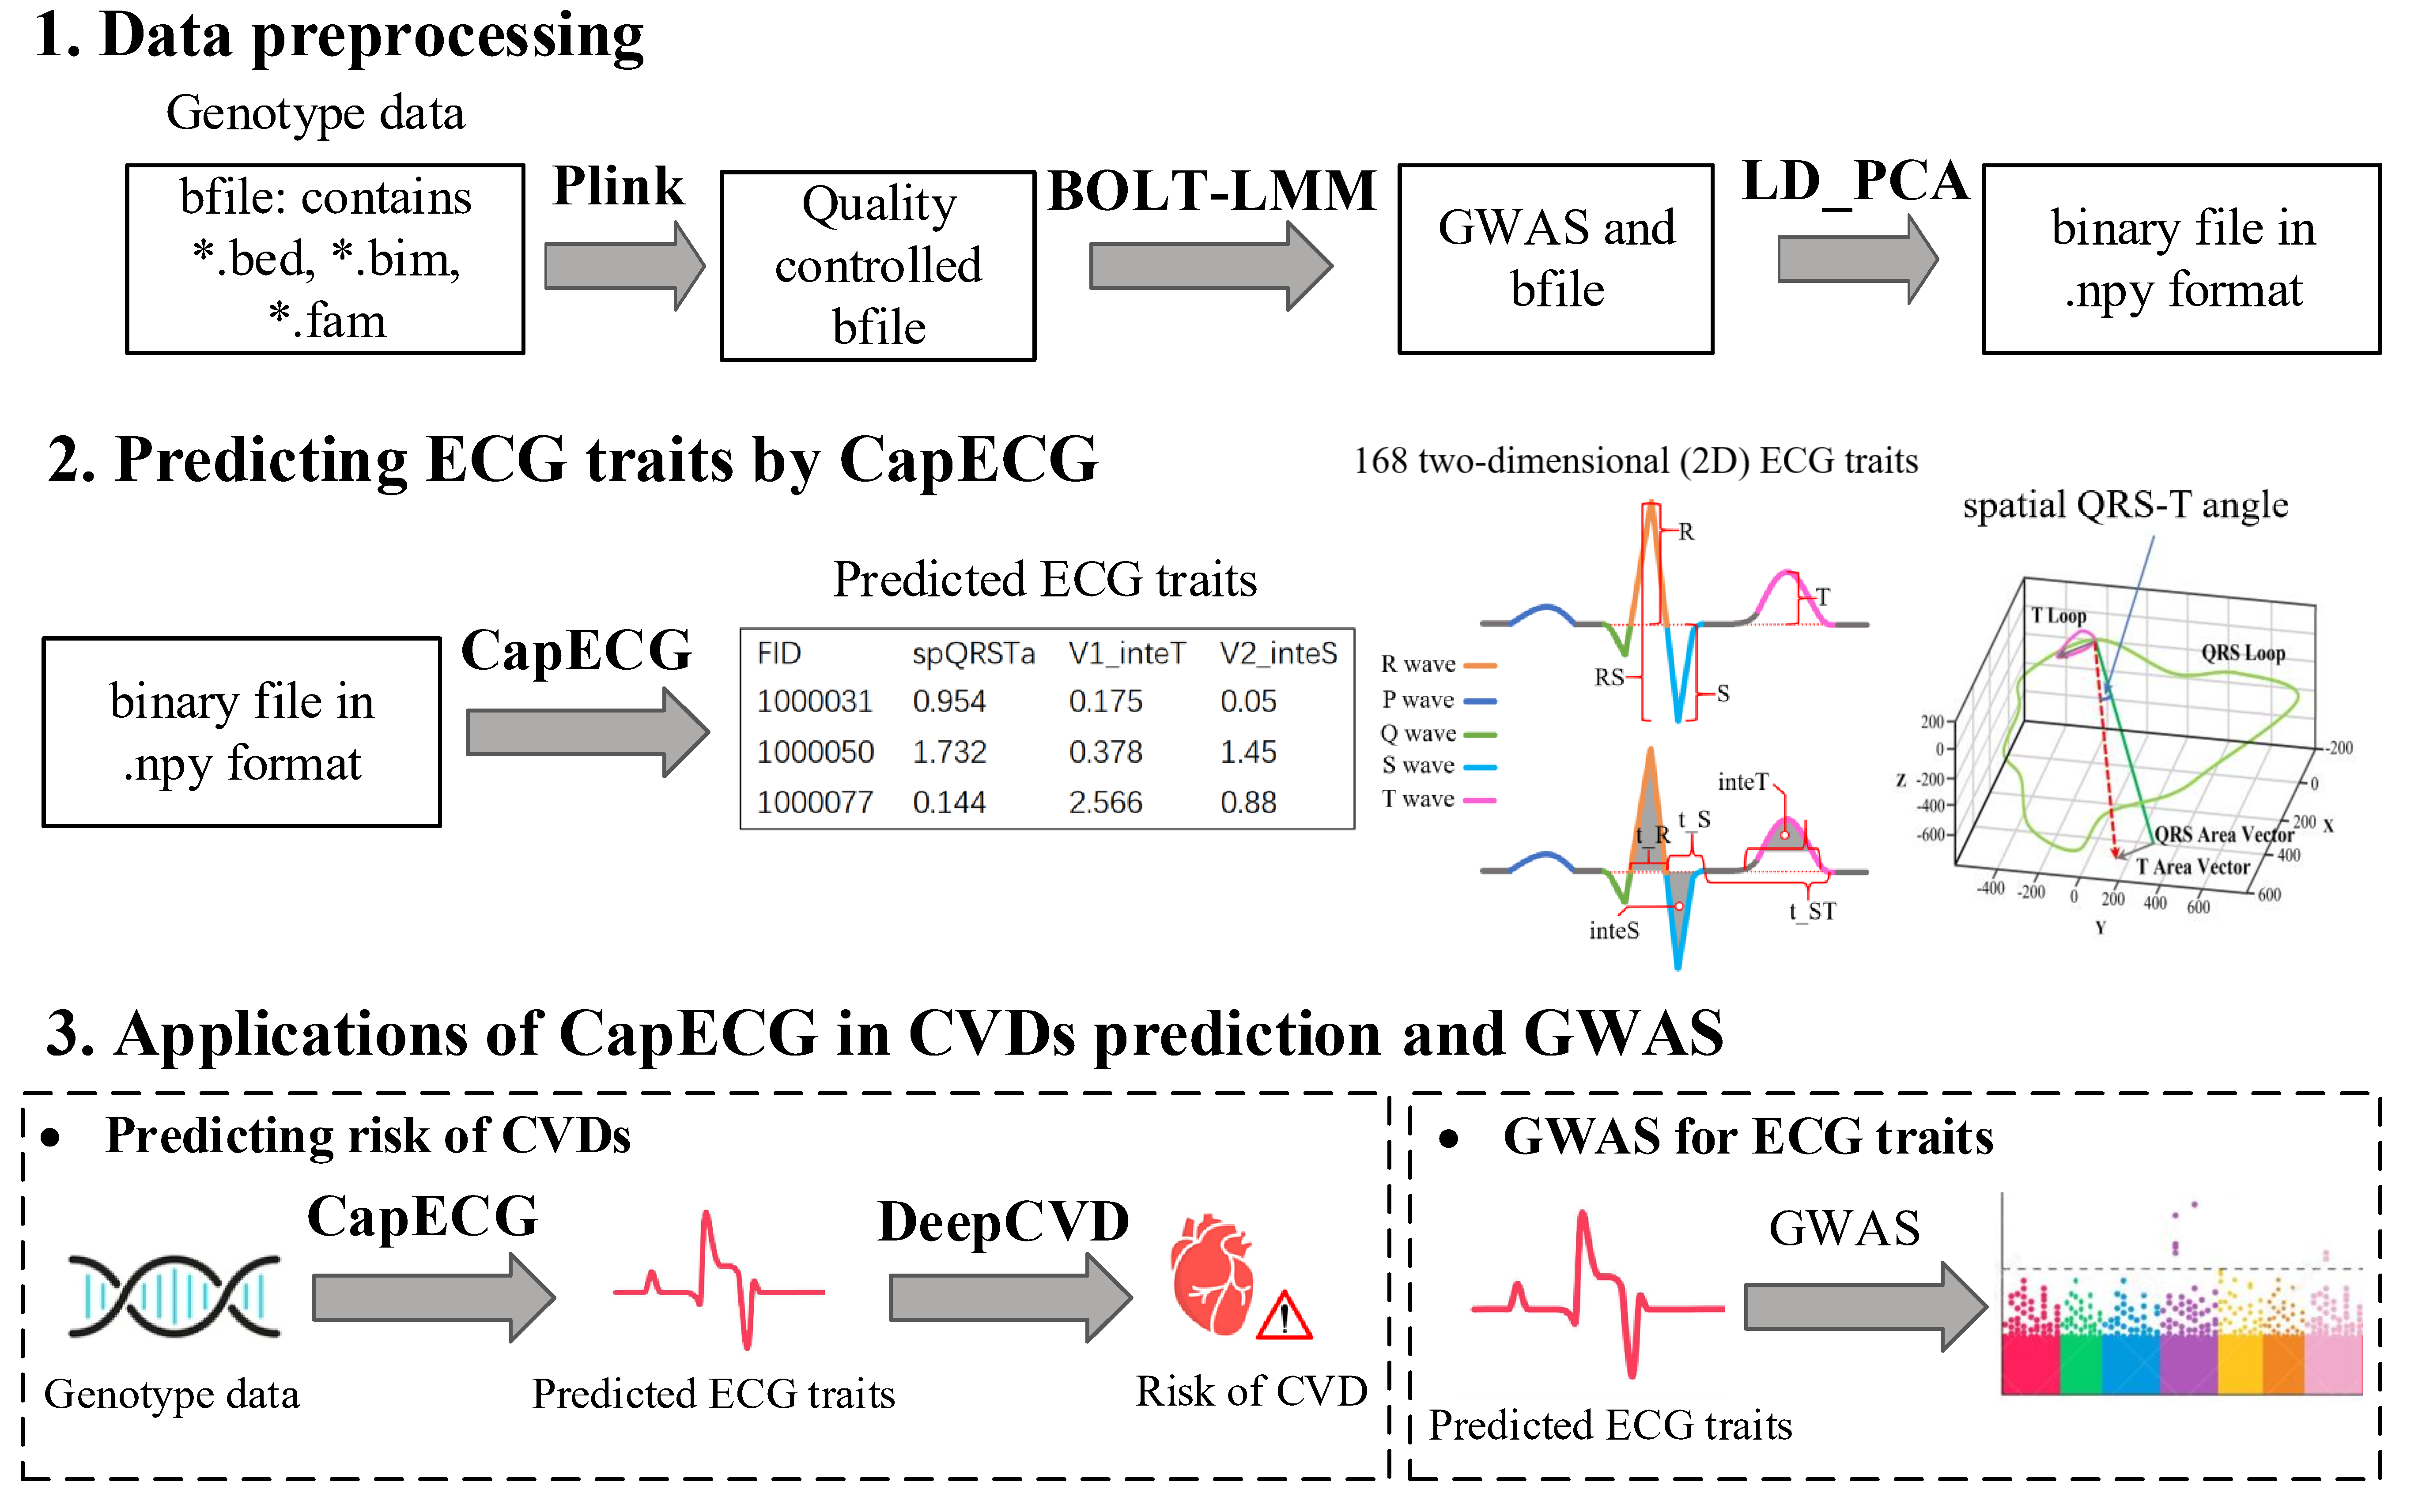 1. Data preprocessing
Genotype data
bfile: contains
*.bed, *.bim,
*.fam
Plink
Quality
controlled
bfile
BOLT-LMM
GWAS and
bfile
LD_PCA
binary file in
.npy format
2. Predicting ECG traits by CapECG
binary file in
.npy format
CapECG
Predicted ECG traits
FID spQRSTa V1_inteT V2_inteS
1000031 0.954 0.175 0.05
1000050 1.732 0.378 1.45
1000077 0.144 2.566 0.88
168 two-dimensional (2D) ECG traits
R
T
RS
S
R wave
P wave
Q wave
S wave
T wave
inteT
t_R
t_S
t_ST
inteS
spatial QRS-T angle
T Loop
QRS Loop
200
0
Z -200
-400
-600
-200
0
200 X
400
600
QRS Area Vector
T Area Vector
-400 -200 0 200 400 600
Y
3. Applications of CapECG in CVDs prediction and GWAS
• Predicting risk of CVDs
CapECG
DeepCVD
Genotype data
Predicted ECG traits
Risk of CVD
• GWAS for ECG traits
GWAS
Predicted ECG traits